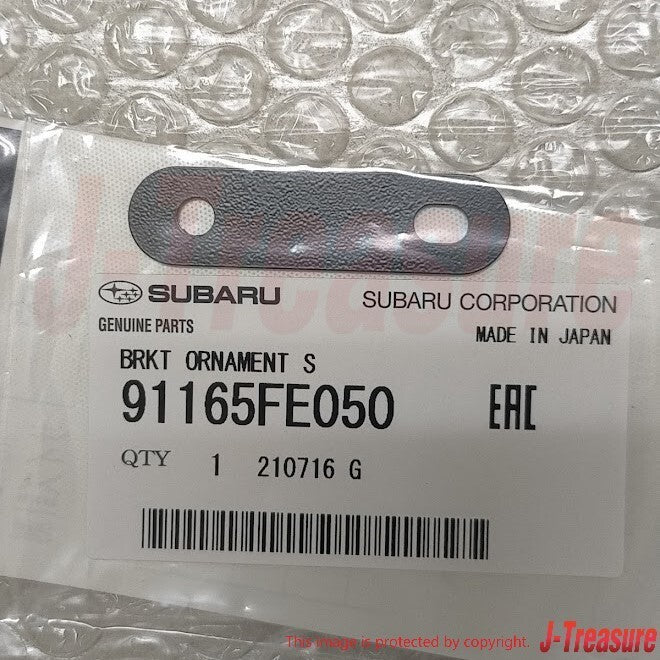 J-Treasure
SUBARU SUBARU CORPORATION
GENUINE PARTS MADE IN JAPAN
BRKT ORNAMENT S
91165FE050 EAC
QTY 1 210716 G
This image is protected by copyright. J-Treasure